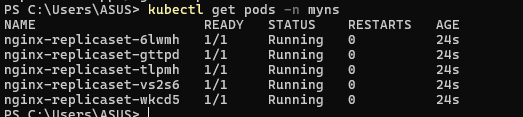 PS C:\Users\ASUS> kubectl get pods -n myns
NAME READY STATUS RESTARTS AGE
nginx-replicaset-6lwmh 1/1 Running 0 24s
nginx-replicaset-gttpd 1/1 Running 0 24s
nginx-replicaset-tlpmh 1/1 Running 0 24s
nginx-replicaset-vs2s6 1/1 Running 0 24s
nginx-replicaset-wkcd5 1/1 Running 0 24s
PS C:\Users\ASUS>